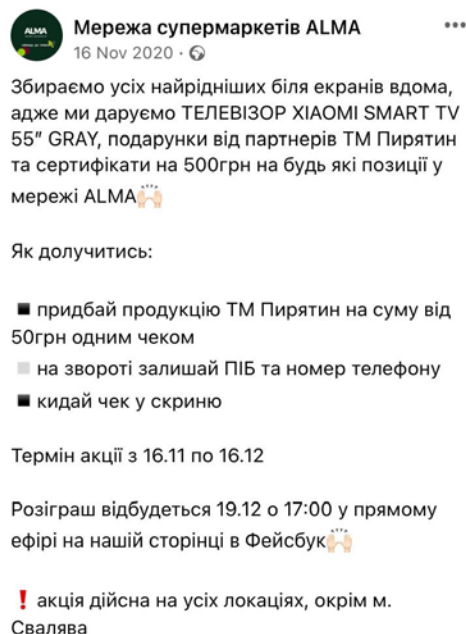 ALMA
Мережа супермаркетів ALMA
16 Nov 2020 ·
Збираємо усіх найрідніших біля екранів вдома,
адже ми даруємо ТЕЛЕВІЗОР XIAOMI SMART TV
55” GRAY, подарунки від партнерів ТМ Пирятин
та сертифікати на 500грн на будь які позиції у
мережі ALMA🙌🏻
Як долучитись:
◾ придбай продукцію ТМ Пирятин на суму від
50грн одним чеком
◽ на звороті залишай ПІБ та номер телефону
◾ кидай чек у скриню
Термін акції з 16.11 по 16.12
Розіграш відбудеться 19.12 о 17:00 у прямому
ефірі на нашій сторінці в Фейсбук🙌🏻
❗ акція дійсна на усіх локаціях, окрім м.
Свалява